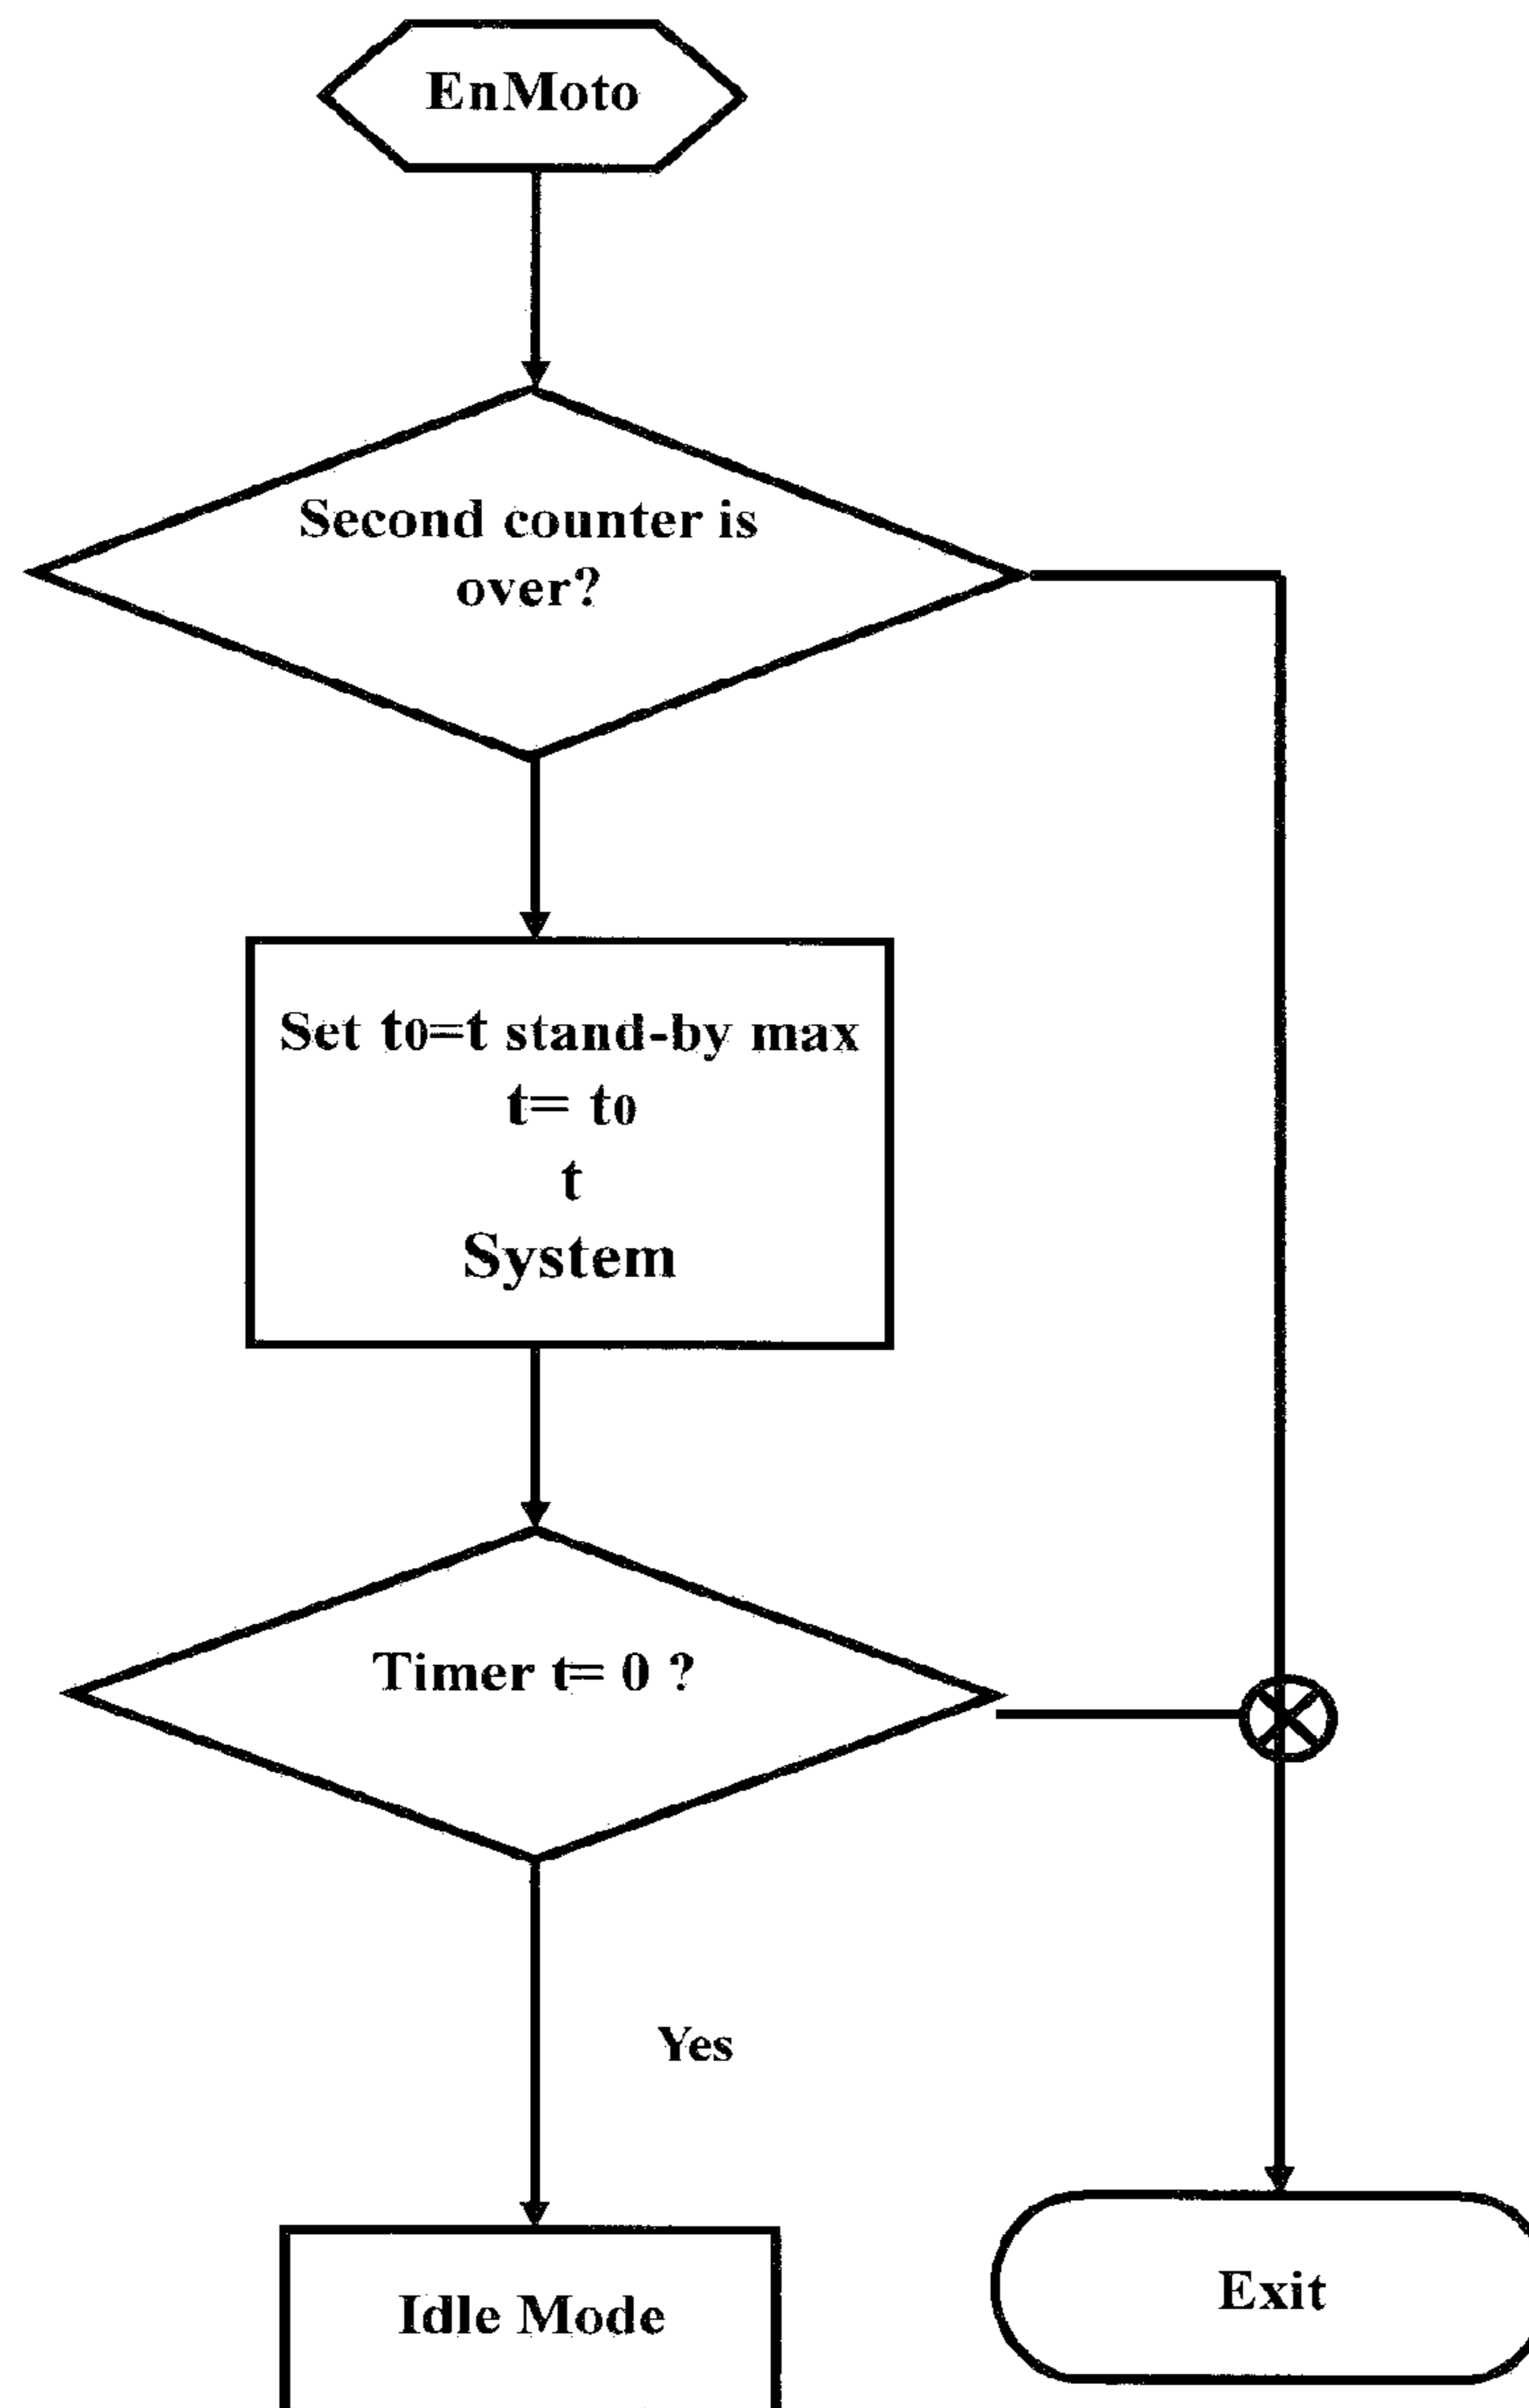 EnMoto
Second counter is
over?
Set t0=t stand-by max
t= t0
t
System
Timer t= 0 ?
Yes
Idle Mode
Exit